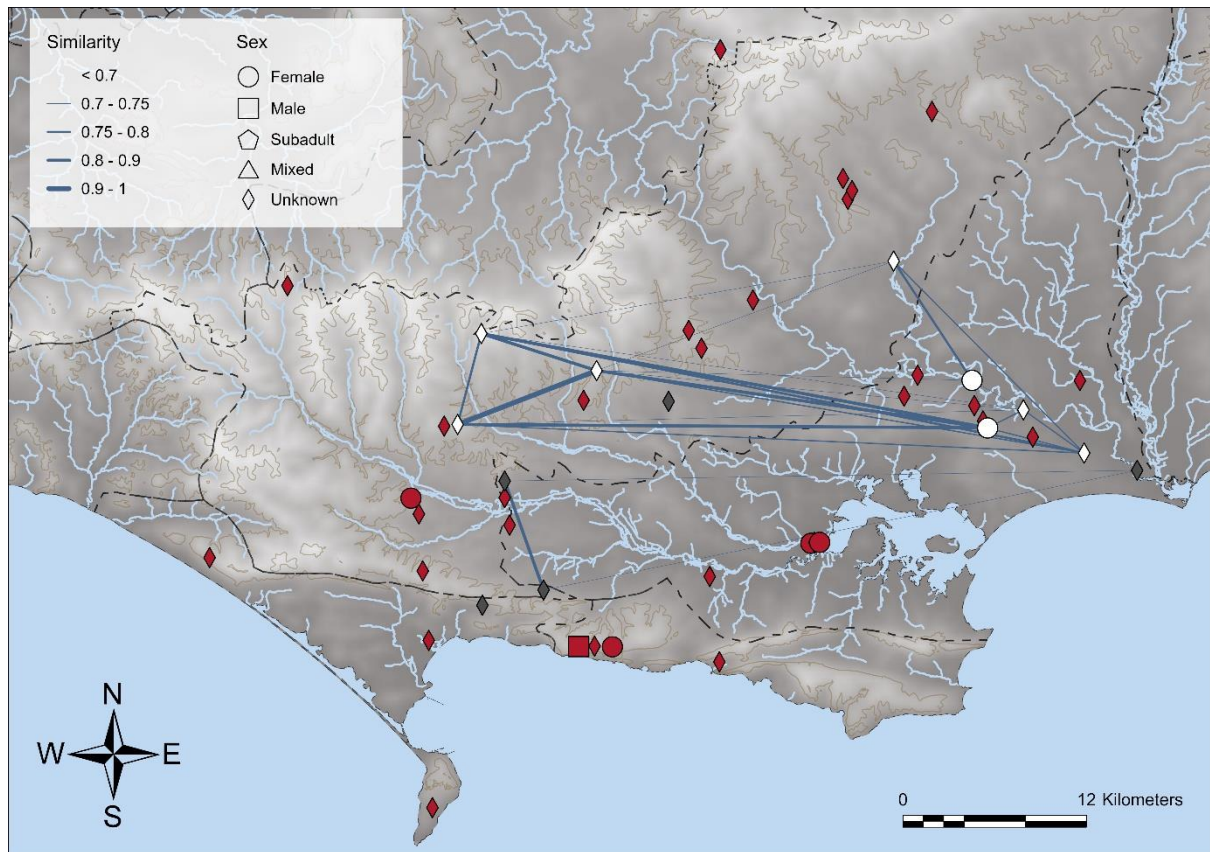 Similarity
< 0.7
0.7 - 0.75
0.75 - 0.8
0.8 - 0.9
0.9 - 1
Sex
Female
Male
Subadult
Mixed
Unknown
N
W E
S
0 12 Kilometers